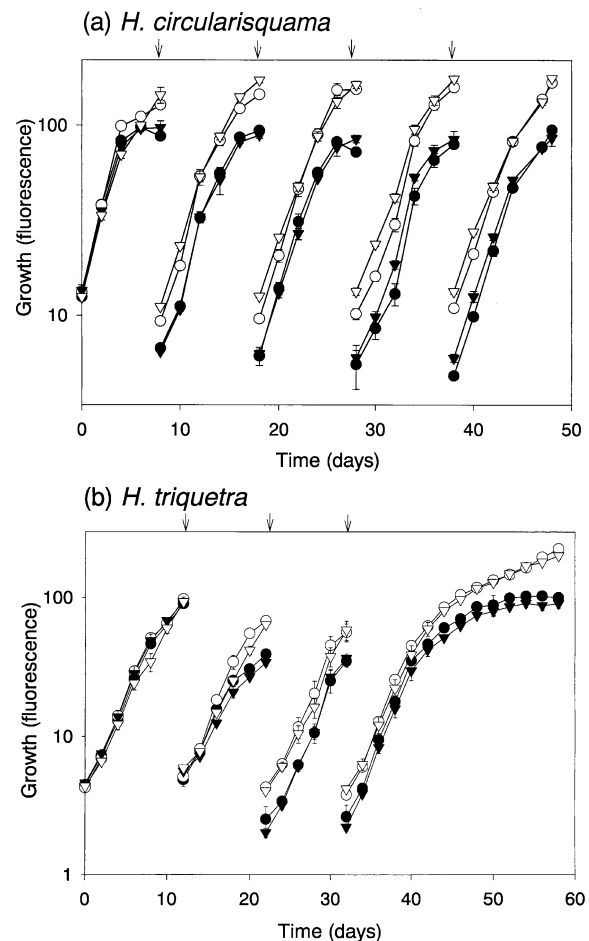 (a) H. circularisquama
100
10
Growth (fluorescence)
0 10 20 30 40 50
Time (days)
(b) H. triquetra
100
10
1
Growth (fluorescence)
0 10 20 30 40 50 60
Time (days)